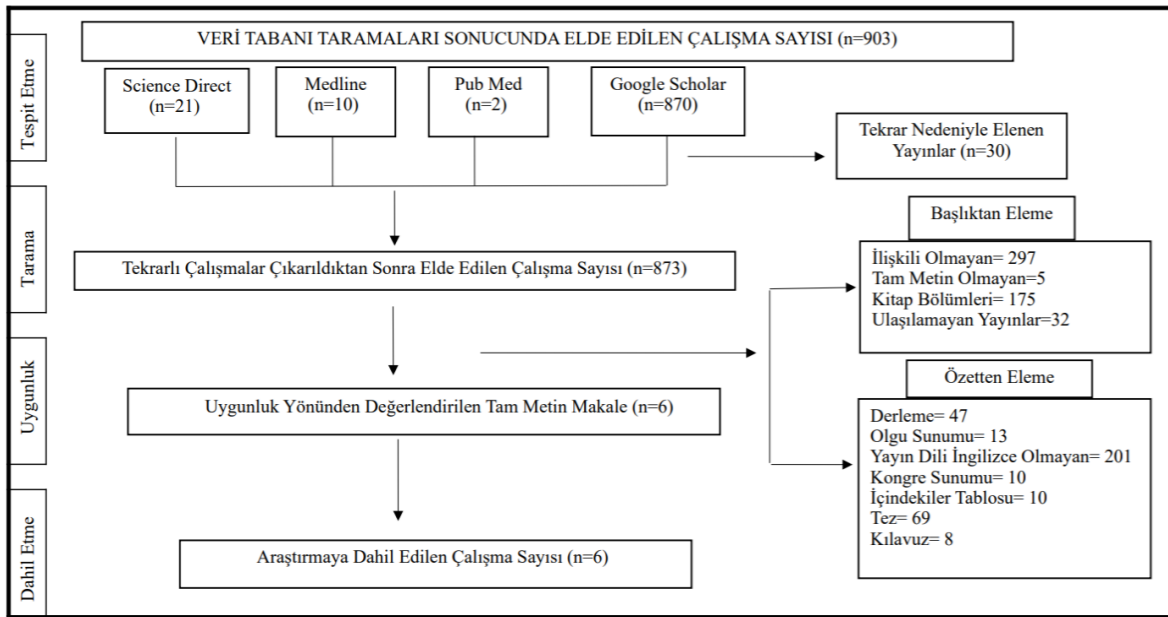 VERİ TABANI TARAMALARI SONUCUNDA ELDE EDİLEN ÇALIŞMA SAYISI (n=903)
Tespit Etme
Science Direct
(n=21)
Medline
(n=10)
Pub Med
(n=2)
Google Scholar
(n=870)
Tekrar Nedeniyle Elenen
Yayınlar (n=30)
Tarama
Tekrarlı Çalışmalar Çıkarıldıktan Sonra Elde Edilen Çalışma Sayısı (n=873)
Başlıktan Eleme
İlişkili Olmayan= 297
Tam Metin Olmayan=5
Kitap Bölümleri= 175
Ulaşılamayan Yayınlar=32
Uygunluk
Uygunluk Yönünden Değerlendirilen Tam Metin Makale (n=6)
Özetten Eleme
Derleme= 47
Olgu Sunumu= 13
Yayın Dili İngilizce Olmayan= 201
Kongre Sunumu= 10
İçindekiler Tablosu= 10
Tez= 69
Kılavuz= 8
Dahil Etme
Araştırmaya Dahil Edilen Çalışma Sayısı (n=6)